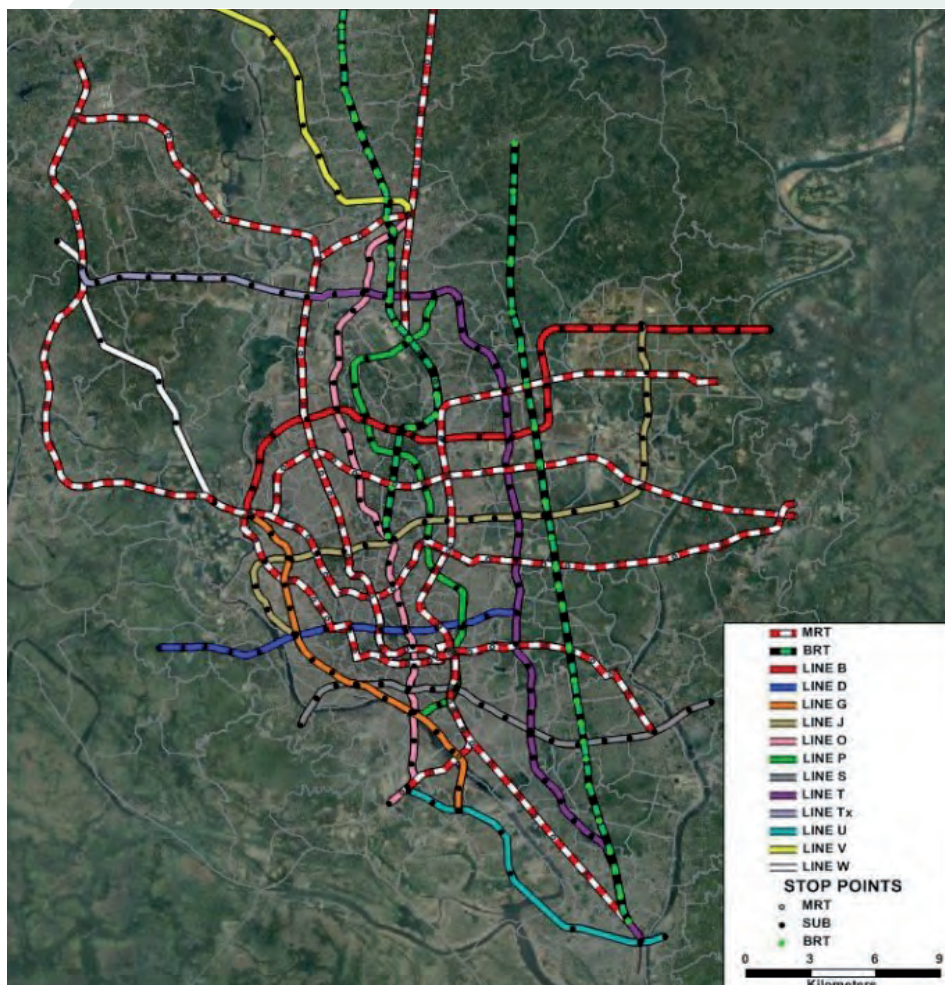 MRT
BRT
LINE B
LINE D
LINE G
LINE J
LINE O
LINE P
LINE S
LINE T
LINE Tx
LINE U
LINE V
LINE W
STOP POINTS
MRT
SUB
BRT
0 3 6 9
Kilometers